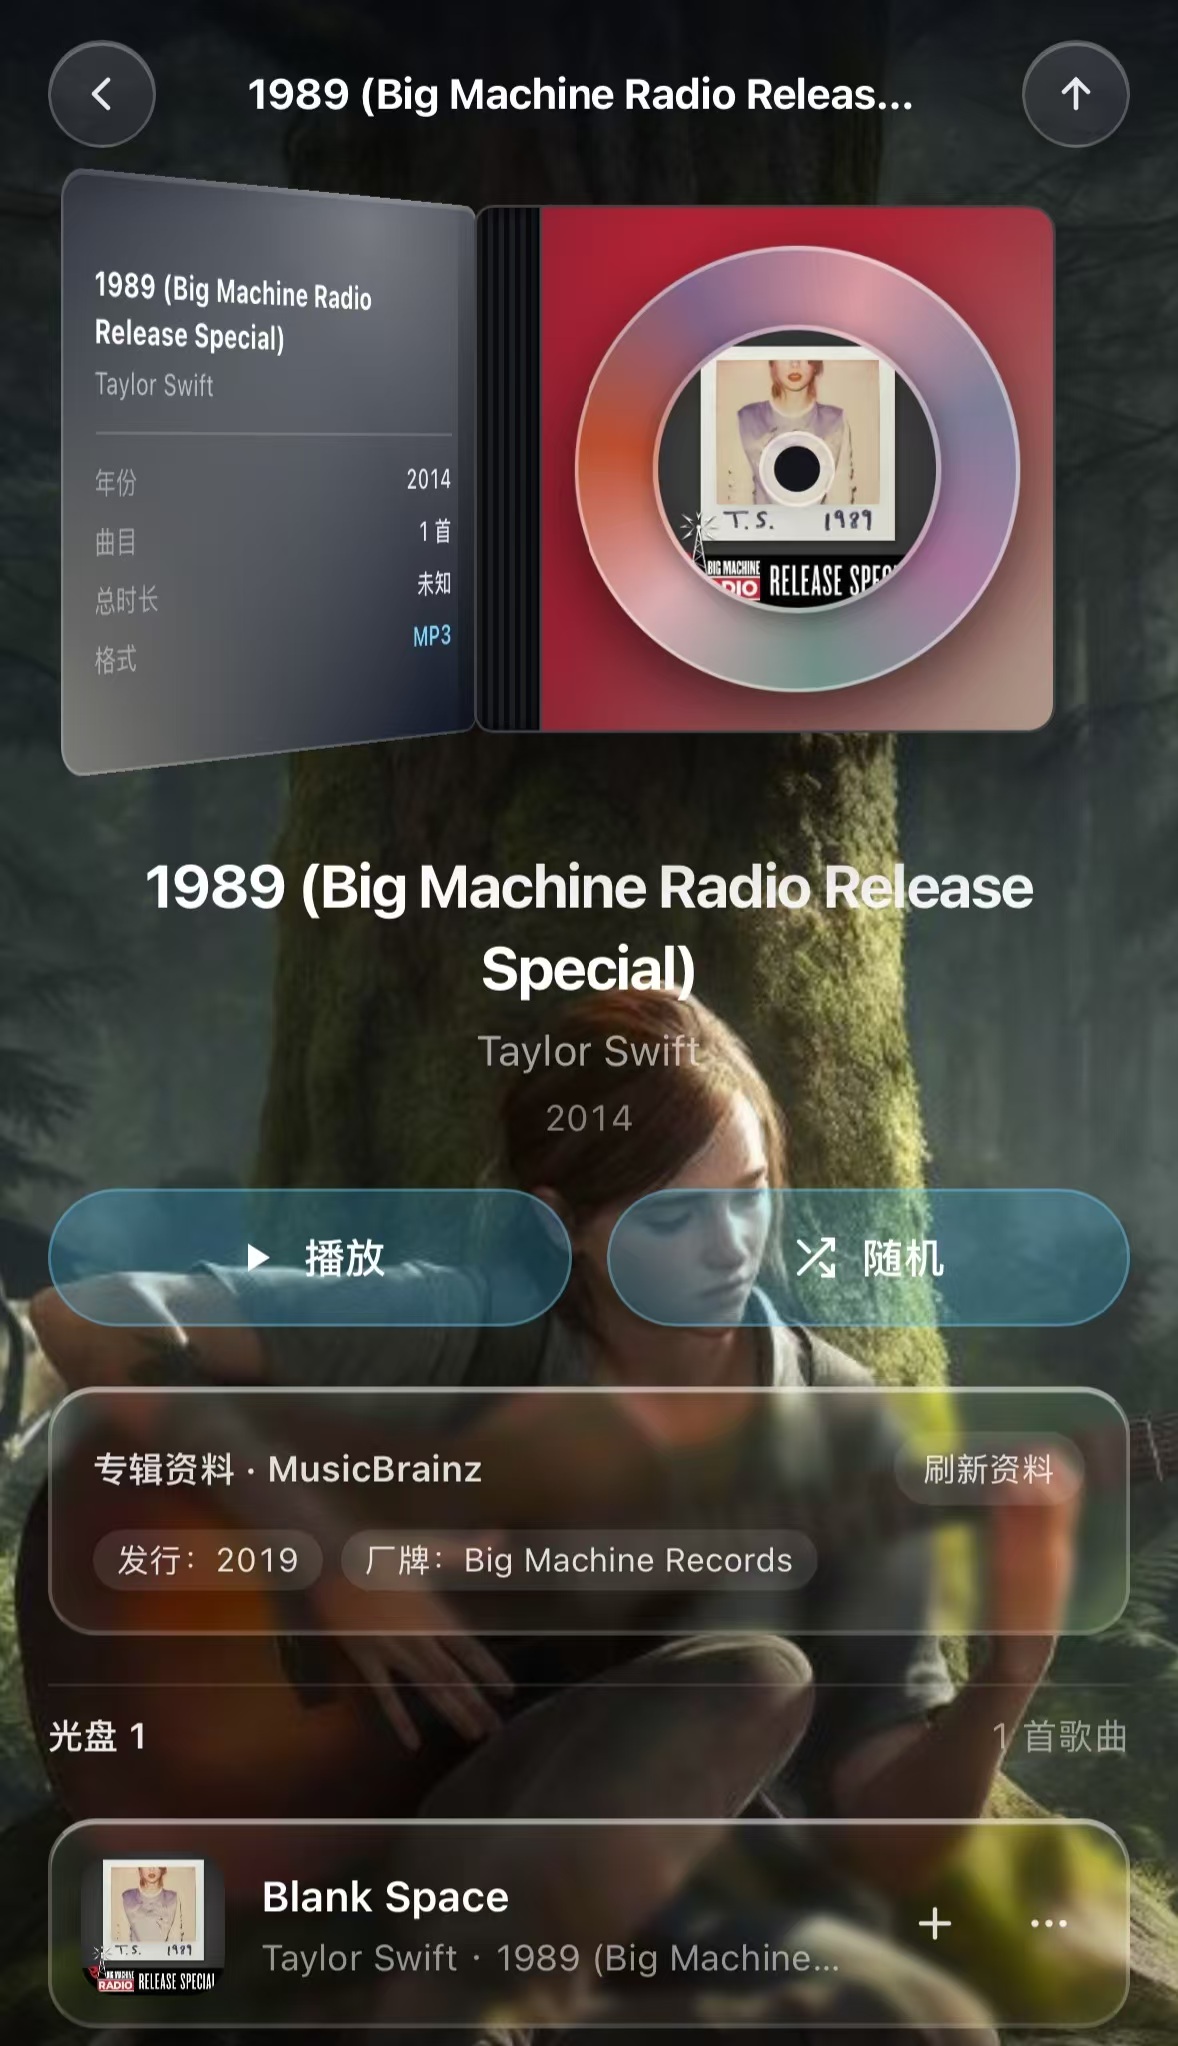 1989 (Big Machine Radio Releas...
1989 (Big Machine Radio
Release Special)
Taylor Swift
年份 2014
曲目 1 首
总时长 未知
格式 MP3
T.S. 1989
BIG MACHINE
RELEASE
1989 (Big Machine Radio Release
Special)
Taylor Swift
2014
播放 随机
专辑资料 · MusicBrainz 刷新资料
发行：2019 厂牌：Big Machine Records
光盘 1 1 首歌曲
T.S. 1989
RADIO RELEASE SPECIAL
Blank Space
Taylor Swift · 1989 (Big Machine...